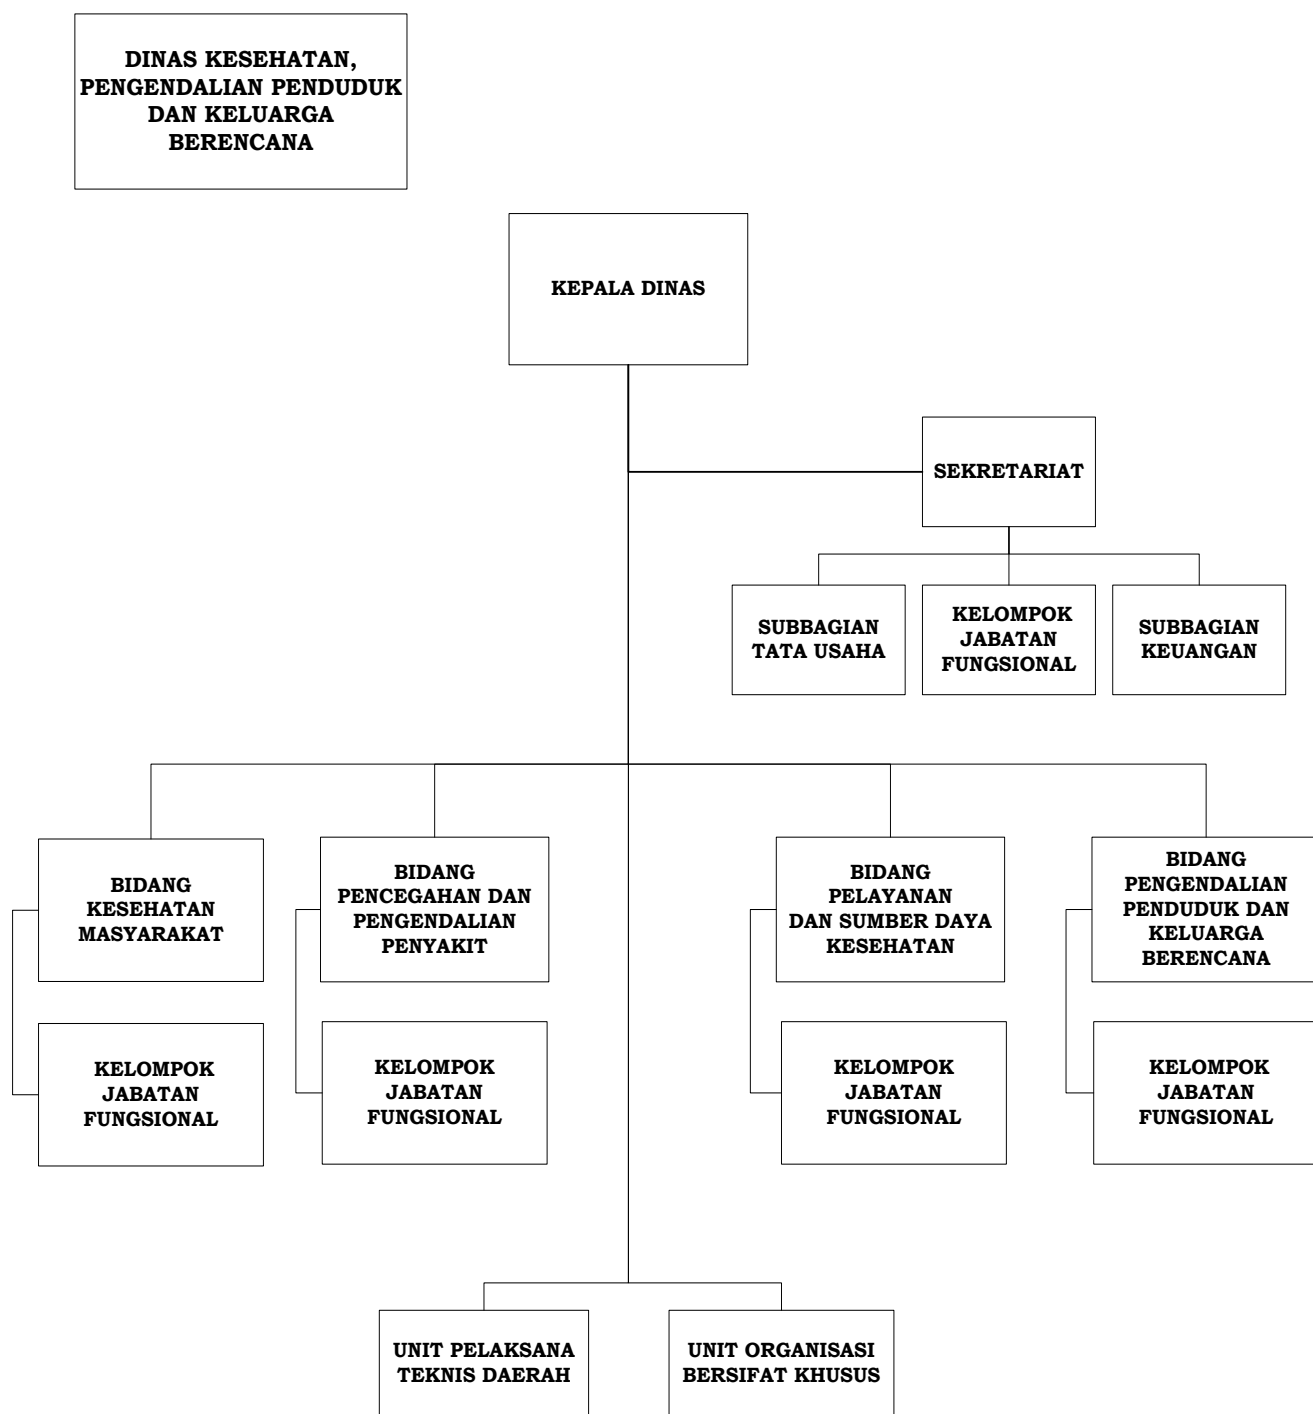 DINAS KESEHATAN,
PENGENDALIAN PENDUDUK
DAN KELUARGA
BERENCANA
KEPALA DINAS
SEKRETARIAT
SUBBAGIAN
TATA USAHA
KELOMPOK
JABATAN
FUNGSIONAL
SUBBAGIAN
KEUANGAN
BIDANG
KESEHATAN
MASYARAKAT
BIDANG
PENCEGAHAN DAN
PENGENDALIAN
PENYAKIT
BIDANG
PELAYANAN
DAN SUMBER DAYA
KESEHATAN
BIDANG
PENGENDALIAN
PENDUDUK DAN
KELUARGA
BERENCANA
KELOMPOK
JABATAN
FUNGSIONAL
KELOMPOK
JABATAN
FUNGSIONAL
KELOMPOK
JABATAN
FUNGSIONAL
KELOMPOK
JABATAN
FUNGSIONAL
UNIT PELAKSANA
TEKNIS DAERAH
UNIT ORGANISASI
BERSIFAT KHUSUS